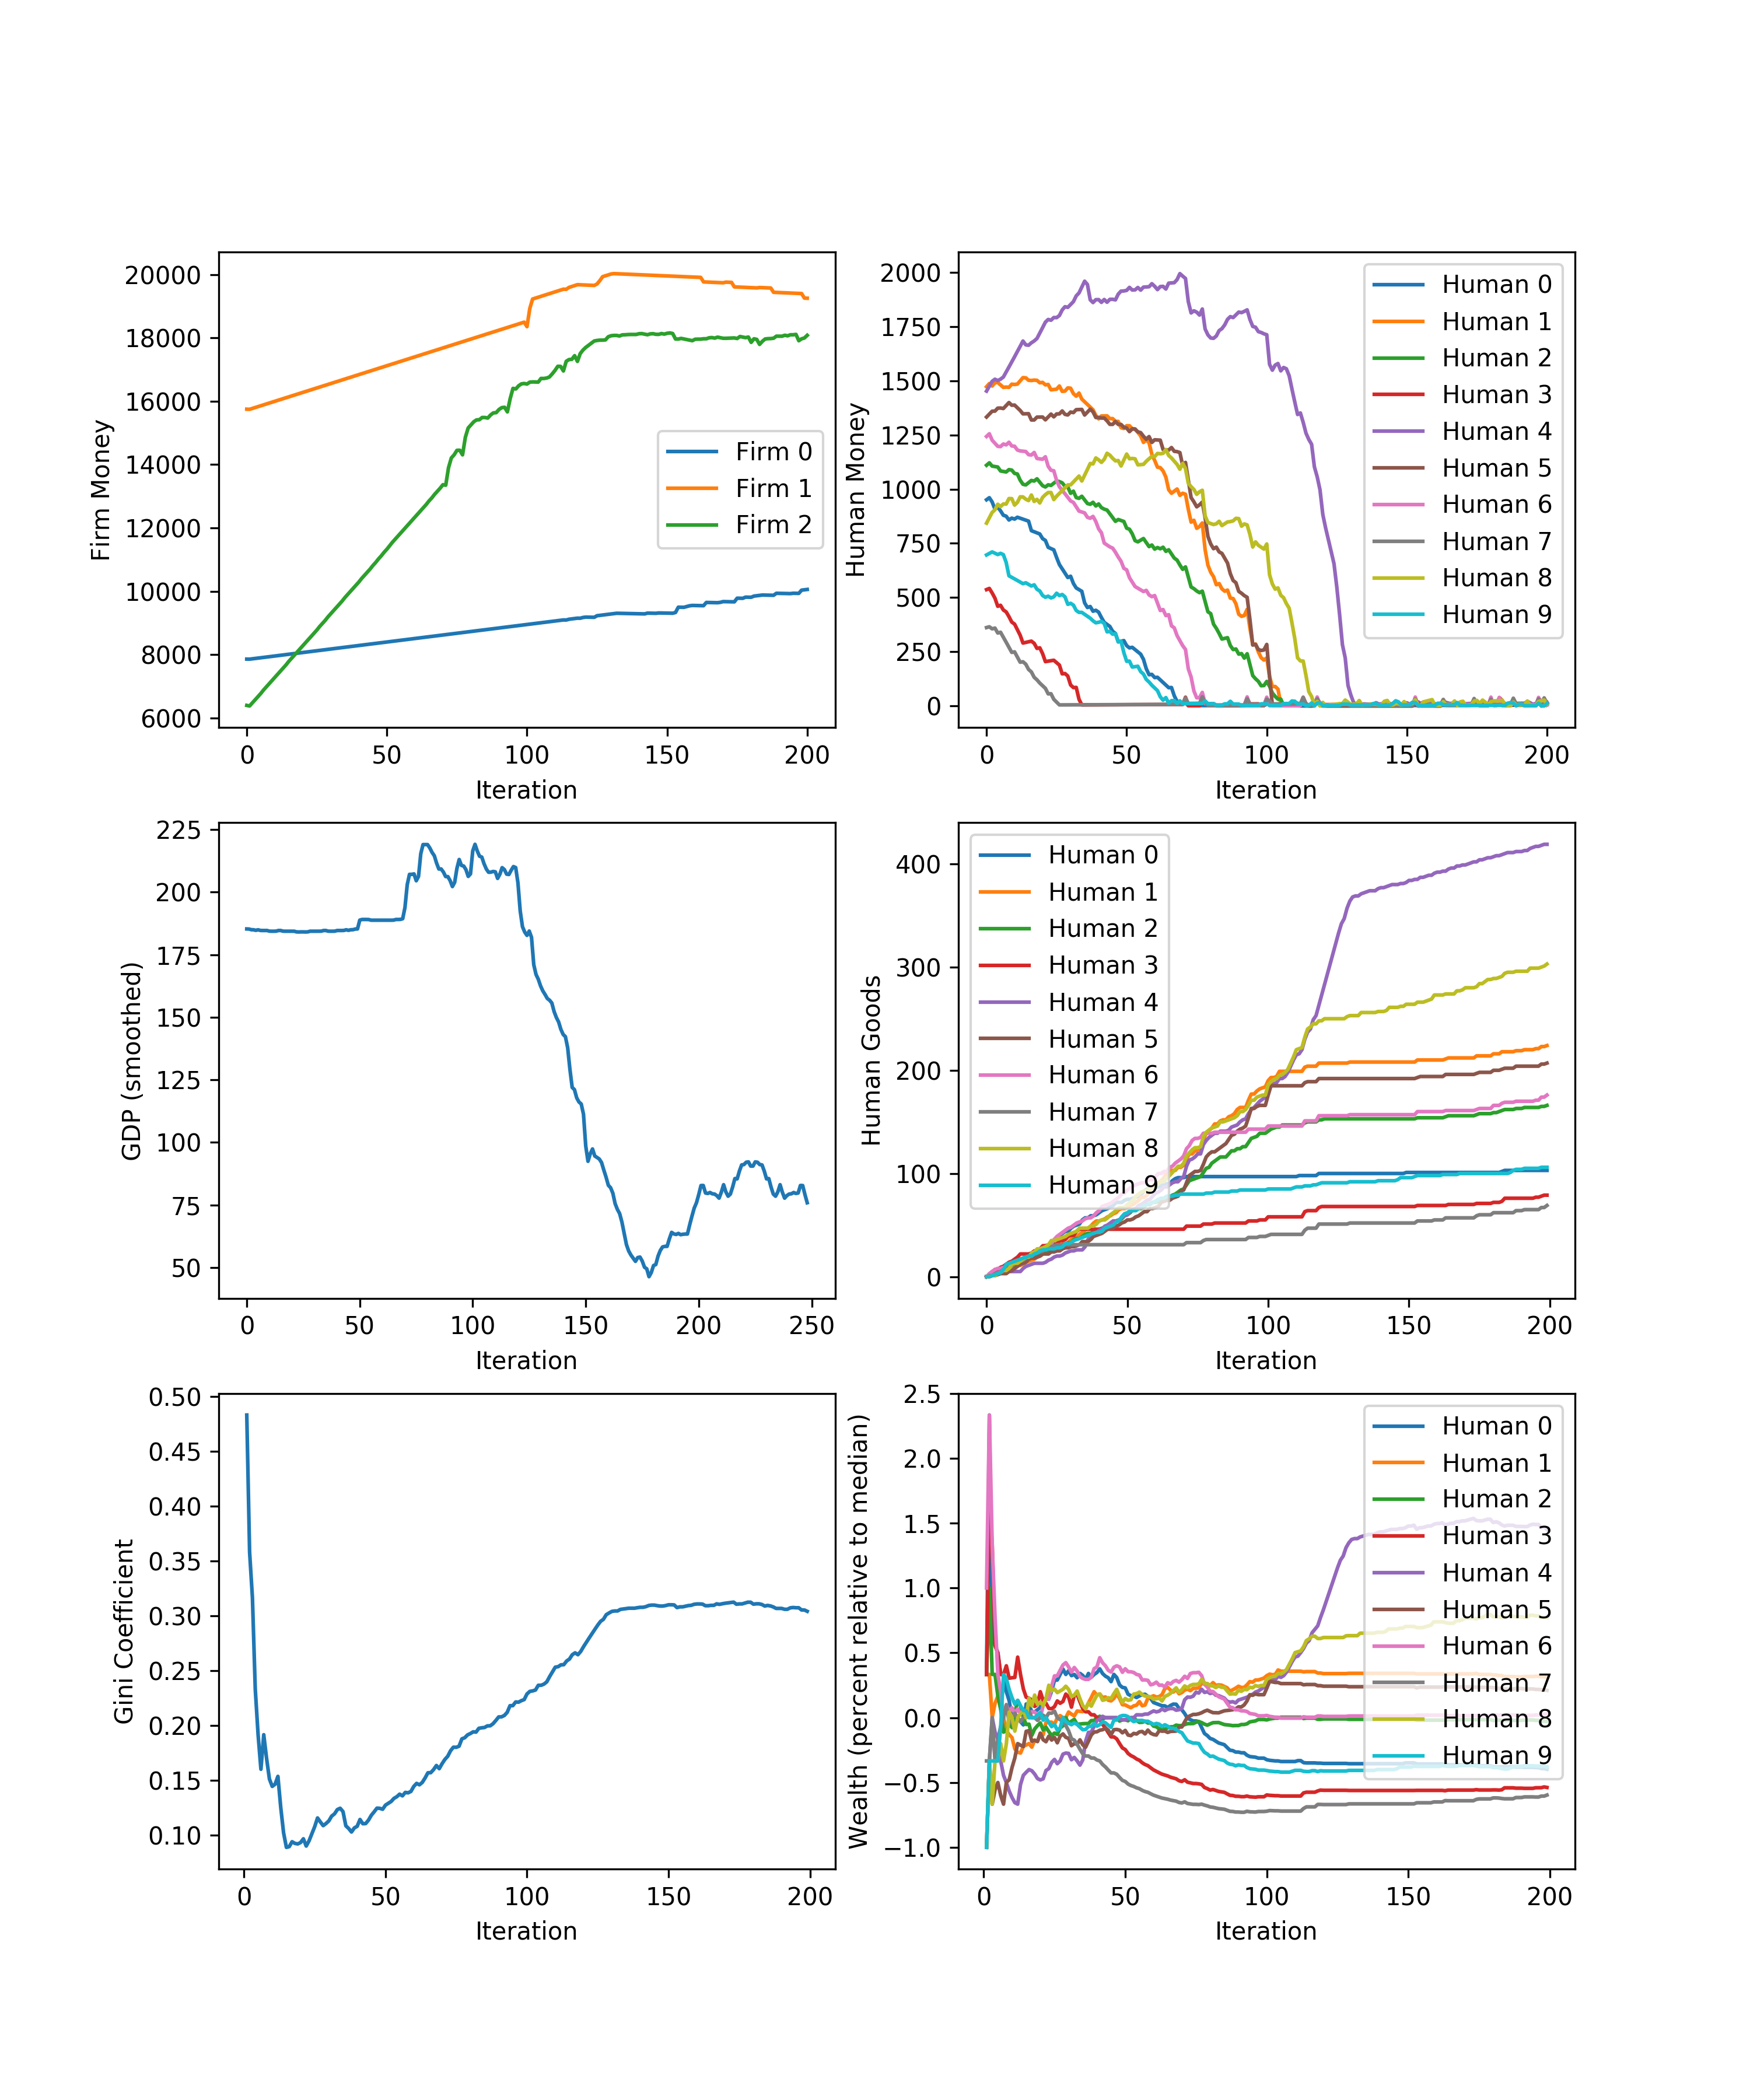 20000
18000
16000
14000
12000
10000
8000
6000
Firm Money
Firm 0
Firm 1
Firm 2
0
50
100
150
200
Iteration
2000
1750
1500
1250
1000
750
500
250
0
Human Money
Human 0
Human 1
Human 2
Human 3
Human 4
Human 5
Human 6
Human 7
Human 8
Human 9
0
50
100
150
200
Iteration
225
200
175
150
125
100
75
50
GDP (smoothed)
0
50
100
150
200
250
Iteration
400
300
200
100
0
Human Goods
Human 0
Human 1
Human 2
Human 3
Human 4
Human 5
Human 6
Human 7
Human 8
Human 9
0
50
100
150
200
Iteration
0.50
0.45
0.40
0.35
0.30
0.25
0.20
0.15
0.10
Gini Coefficient
0
50
100
150
200
Iteration
2.5
2.0
1.5
1.0
0.5
0.0
−0.5
−1.0
Wealth (percent relative to median)
Human 0
Human 1
Human 2
Human 3
Human 4
Human 5
Human 6
Human 7
Human 8
Human 9
0
50
100
150
200
Iteration